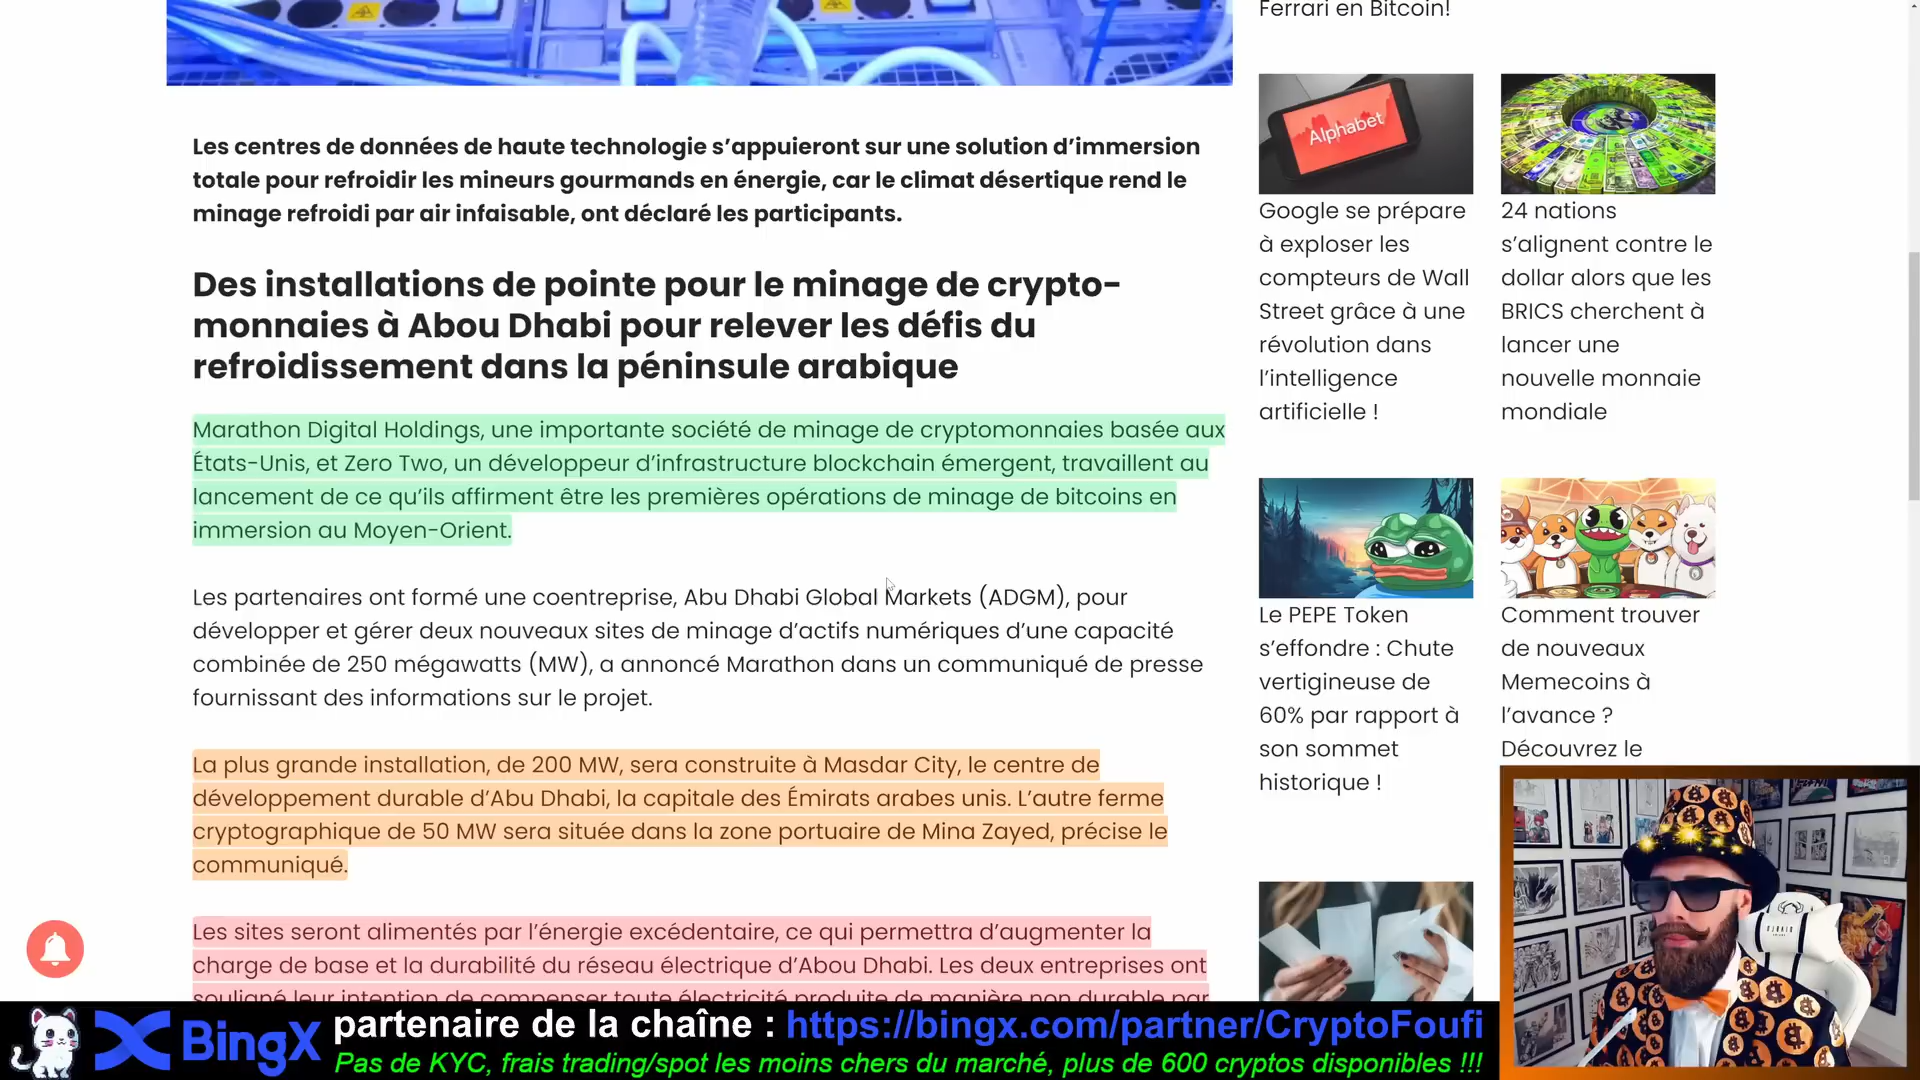 Ferrari en Bitcoin!
Les centres de données de haute technologie s’appuieront sur une solution d’immersion
totale pour refroidir les mineurs gourmands en énergie, car le climat désertique rend le
minage refroidi par air infaisable, ont déclaré les participants.
Des installations de pointe pour le minage de crypto-
monnaies à Abou Dhabi pour relever les défis du
refroidissement dans la péninsule arabique
Marathon Digital Holdings, une importante société de minage de cryptomonnaies basée aux
États-Unis, et Zero Two, un développeur d’infrastructure blockchain émergent, travaillent au
lancement de ce qu’ils affirment être les premières opérations de minage de bitcoins en
immersion au Moyen-Orient.
Les partenaires ont formé une coentreprise, Abu Dhabi Global Markets (ADGM), pour
développer et gérer deux nouveaux sites de minage d’actifs numériques d’une capacité
combinée de 250 mégawatts (MW), a annoncé Marathon dans un communiqué de presse
fournissant des informations sur le projet.
La plus grande installation, de 200 MW, sera construite à Masdar City, le centre de
développement durable d’Abu Dhabi, la capitale des Émirats arabes unis. L’autre ferme
cryptographique de 50 MW sera située dans la zone portuaire de Mina Zayed, précise le
communiqué.
Les sites seront alimentés par l’énergie excédentaire, ce qui permettra d’augmenter la
charge de base et la durabilité du réseau électrique d’Abou Dhabi. Les deux entreprises ont
souligné leur intention de compenser toute électricité produite de manière non durable par
Alphabet
Google se prépare
à exploser les
compteurs de Wall
Street grâce à une
révolution dans
l’intelligence
artificielle !
24 nations
s’alignent contre le
dollar alors que les
BRICS cherchent à
lancer une
nouvelle monnaie
mondiale
Le PEPE Token
s’effondre : Chute
vertigineuse de
60% par rapport à
son sommet
historique !
Comment trouver
de nouveaux
Memecoins à
l’avance ?
Découvrez le
BingX
partenaire de la chaîne : https://bingx.com/partner/CryptoFoufi
Pas de KYC, frais trading/spot les moins chers du marché, plus de 600 cryptos disponibles !!!